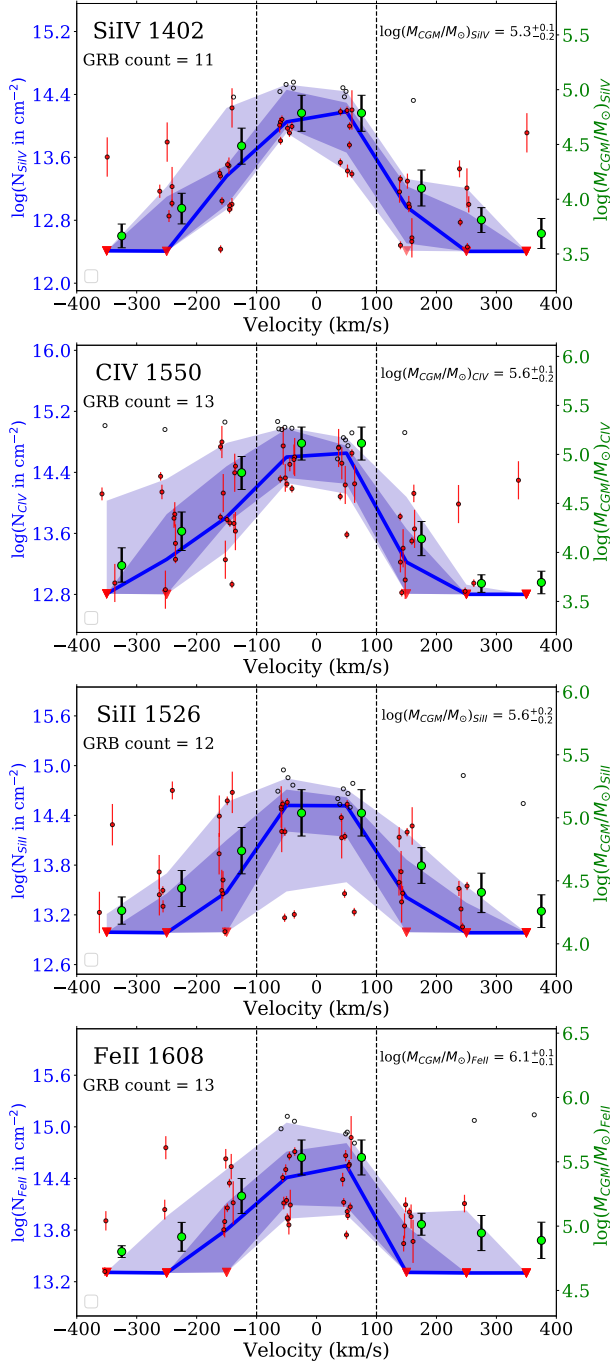 SiIV 1402
GRB count = 11
log(M_CGM/M_⊙)_SiIV = 5.3^{+0.1}_{-0.2}
log(N_SiIV in cm^{-2})
15.2
14.4
13.6
12.8
12.0
5.5
5.0
4.5
4.0
3.5
log(M_CGM/M_⊙)_SiIV
−400 −300 −200 −100 0 100 200 300 400
Velocity (km/s)
CIV 1550
GRB count = 13
log(M_CGM/M_⊙)_CIV = 5.6^{+0.1}_{-0.2}
log(N_CIV in cm^{-2})
16.0
15.2
14.4
13.6
12.8
6.0
5.5
5.0
4.5
4.0
3.5
log(M_CGM/M_⊙)_CIV
−400 −300 −200 −100 0 100 200 300 400
Velocity (km/s)
SiII 1526
GRB count = 12
log(M_CGM/M_⊙)_SiII = 5.6^{+0.2}_{-0.2}
log(N_SiII in cm^{-2})
15.6
15.0
14.4
13.8
13.2
12.6
6.0
5.5
5.0
4.5
4.0
log(M_CGM/M_⊙)_SiII
−400 −300 −200 −100 0 100 200 300 400
Velocity (km/s)
FeII 1608
GRB count = 13
log(M_CGM/M_⊙)_FeII = 6.1^{+0.1}_{-0.1}
log(N_FeII in cm^{-2})
15.6
15.0
14.4
13.8
13.2
6.5
6.0
5.5
5.0
4.5
log(M_CGM/M_⊙)_FeII
−400 −300 −200 −100 0 100 200 300 400
Velocity (km/s)